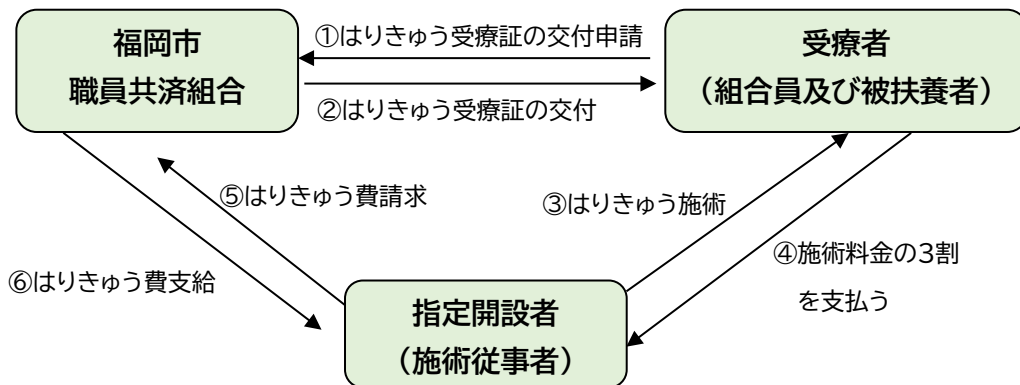 福岡市
職員共済組合
①はりきゅう受療証の交付申請
②はりきゅう受療証の交付
受療者
（組合員及び被扶養者）
⑤はりきゅう費請求
③はりきゅう施術
④施術料金の3割
を支払う
⑥はりきゅう費支給
指定開設者
（施術従事者）